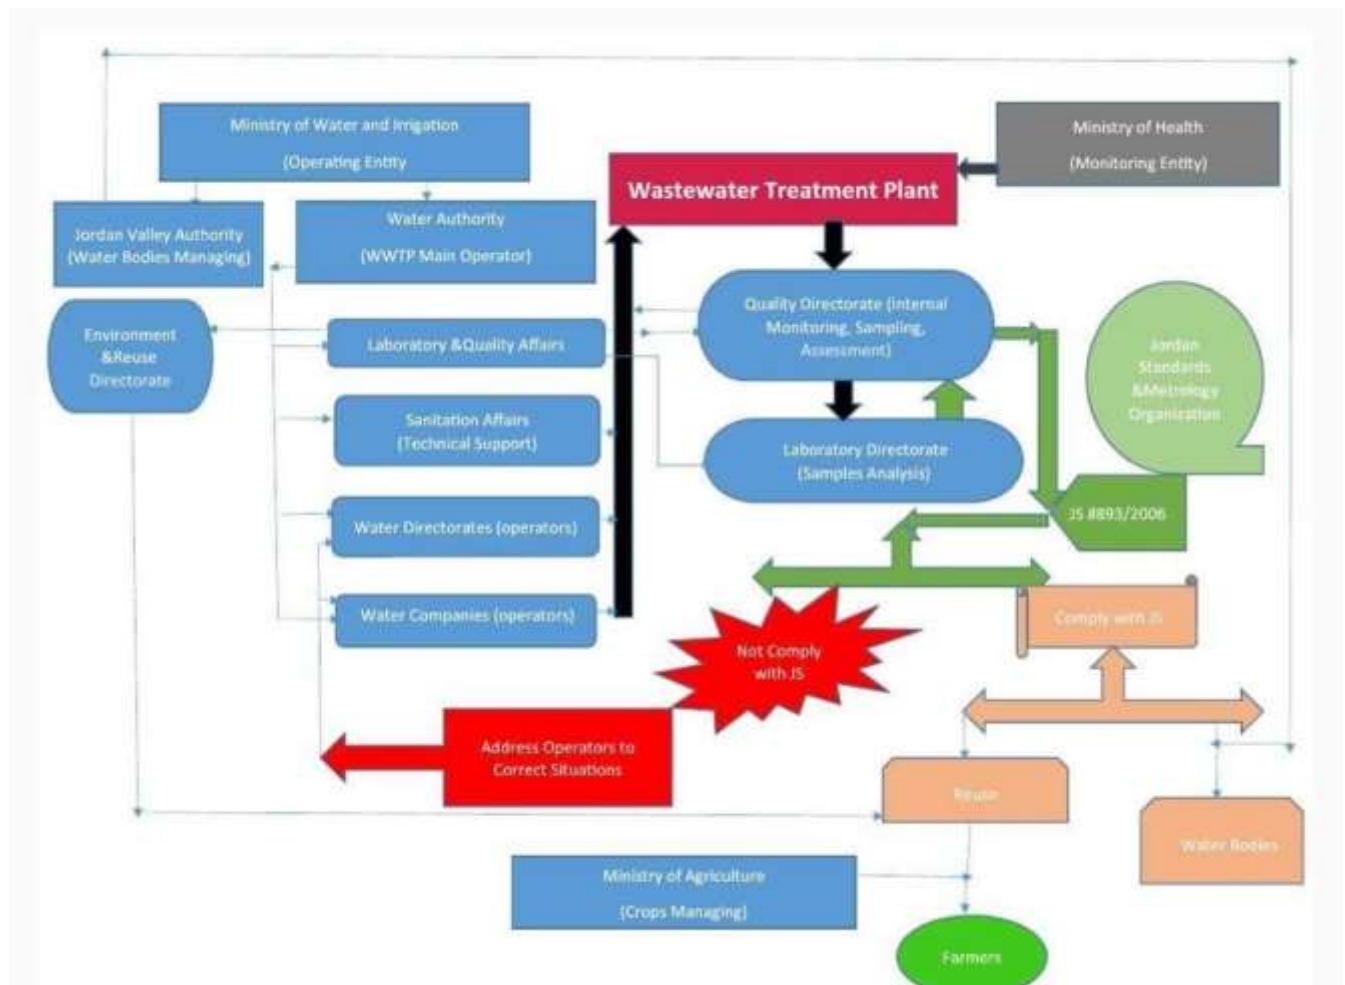 Ministry of Water and Irrigation
(Operating Entity
Ministry of Health
(Monitoring Entity)
Wastewater Treatment Plant
Jordan Valley Authority
(Water Bodies Managing)
Water Authority
(WWTP Main Operator)
Quality Directorate (Internal
Monitoring, Sampling,
Assessment)
Environment
&Reuse
Directorate
Laboratory &Quality Affairs
Jordan
Standards
&Metrology
Organization
Sanitation Affairs
(Technical Support)
Laboratory Directorate
(Samples Analysis)
Water Directorates (operators)
JS #893/2006
Water Companies (operators)
Comply with JS
Not Comply
with JS
Address Operators to
Correct Situations
Reuse
Water Bodies
Ministry of Agriculture
(Crops Managing)
Farmers